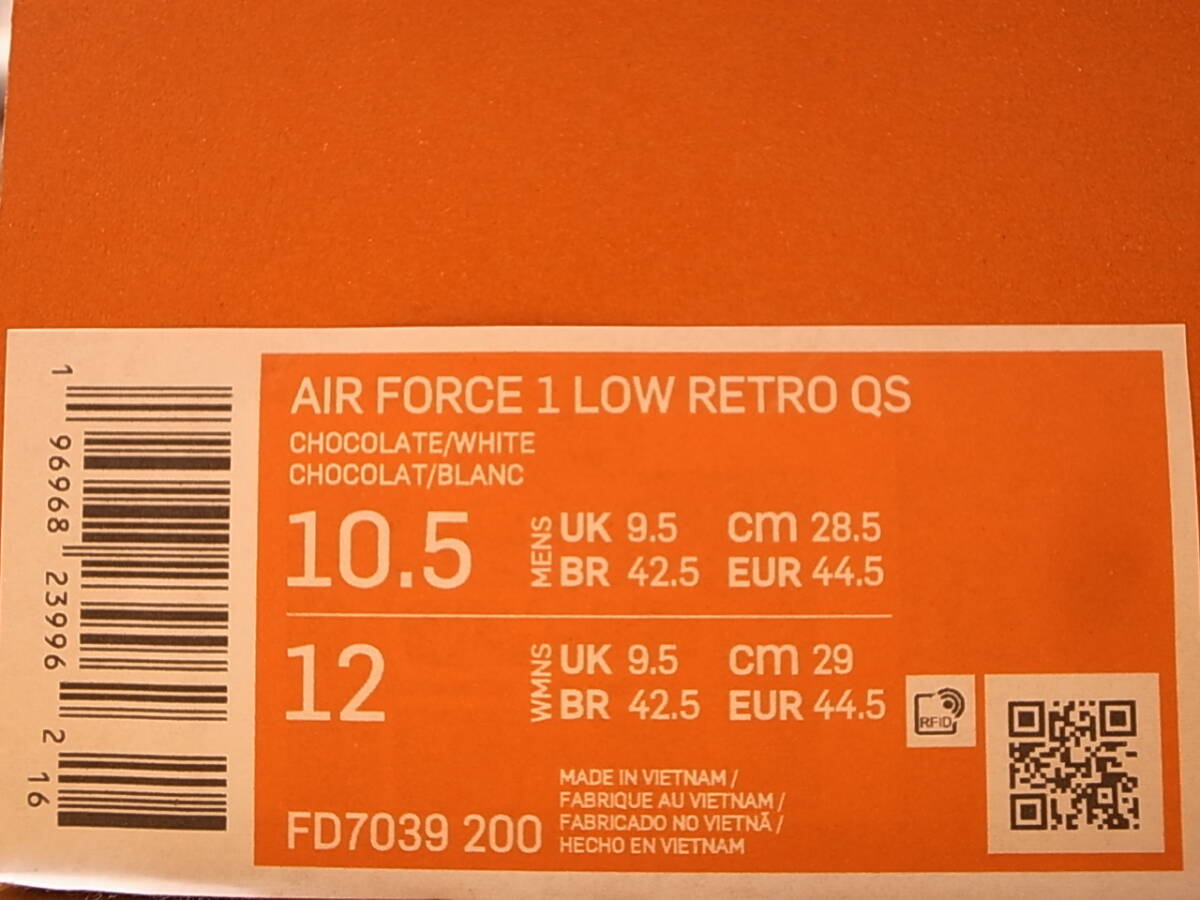 AIR FORCE 1 LOW RETRO QS
CHOCOLATE/WHITE
CHOCOLAT/BLANC
10.5 MENS UK 9.5 cm 28.5
BR 42.5 EUR 44.5
12 WMNS UK 9.5 cm 29
BR 42.5 EUR 44.5
RFID
MADE IN VIETNAM /
FABRIQUE AU VIETNAM /
FABRICADO NO VIETNÃ /
HECHO EN VIETNAM
FD7039 200
1 96968 23996 2 16